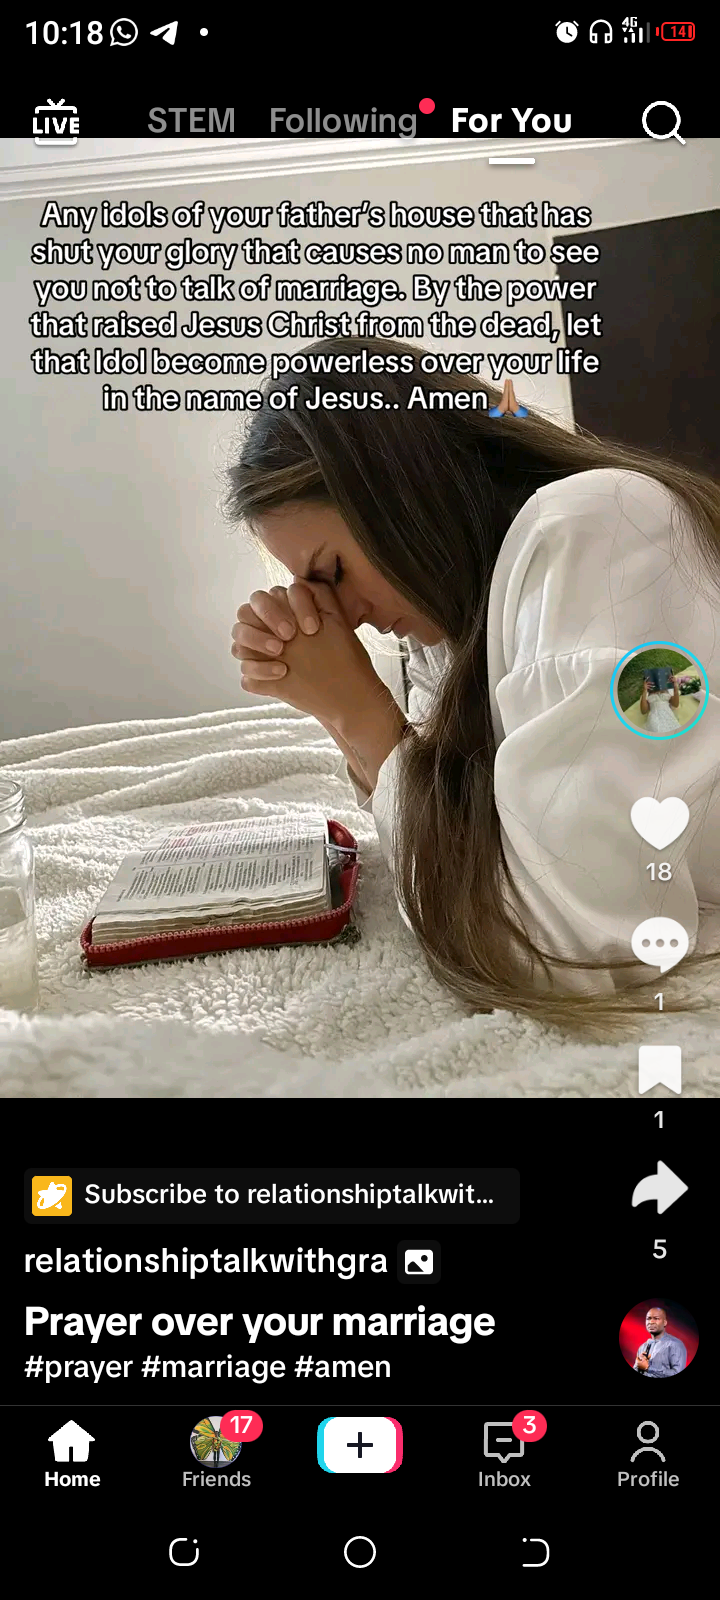 10:18
4G
14
LIVE
STEM
Following
For You
Any idols of your father's house that has
shut your glory that causes no man to see
you not to talk of marriage. By the power
that raised Jesus Christ from the dead, let
that Idol become powerless over your life
in the name of Jesus.. Amen🙏🏽
18
1
1
Subscribe to relationshiptalkwit...
5
relationshiptalkwithgra
Prayer over your marriage
#prayer #marriage #amen
17
3
Home
Friends
Inbox
Profile